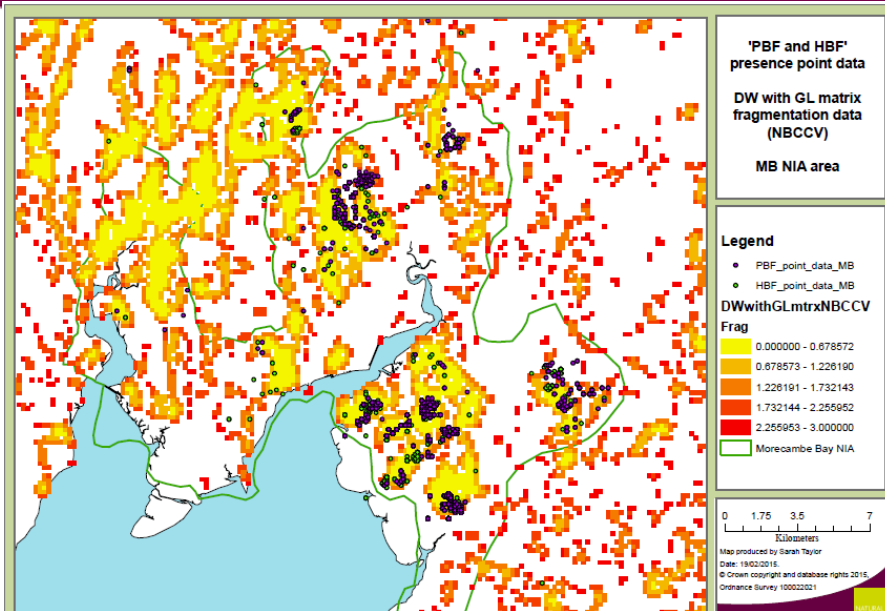 'PBF and HBF'
presence point data
DW with GL matrix
fragmentation data
(NBCCV)
MB NIA area
Legend
PBF_point_data_MB
HBF_point_data_MB
DWwithGLmtrxNBCCV
Frag
0.000000 - 0.678572
0.678573 - 1.226190
1.226191 - 1.732143
1.732144 - 2.255952
2.255953 - 3.000000
Morecambe Bay NIA
0 1.75 3.5 7
Kilometers
Map produced by Sarah Taylor
Date: 19/02/2015.
© Crown copyright and database rights 2015,
Ordnance Survey 100022021
NATURAL